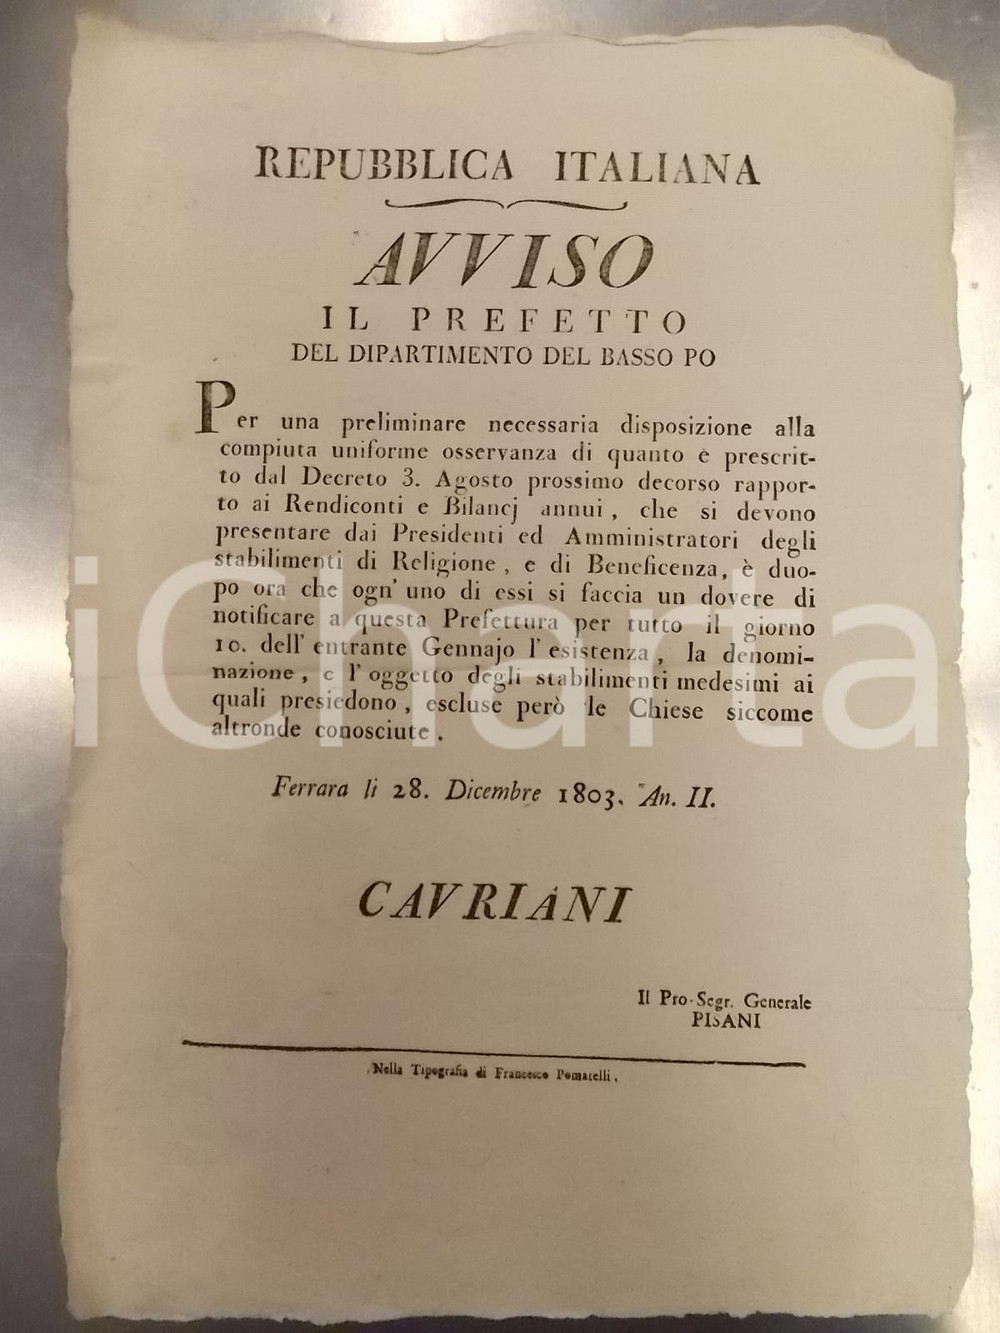 REPUBBLICA ITALIANA
AVVISO
IL PREFETTO
DEL DIPARTIMENTO DEL BASSO PO
Per una preliminare necessaria disposizione alla
compiuta uniforme osservanza di quanto è prescrit-
to dal Decreto 3. Agosto prossimo decorso rappor-
to ai Rendiconti e Bilancj annui, che si devono
presentare dai Presidenti ed Amministratori degli
stabilimenti di Religione, e di Beneficenza, è duo-
po ora che ogn' uno di essi si faccia un dovere di
notificare a questa Prefettura per tutto il giorno
10. dell' entrante Gennajo l' esistenza, la denomi-
nazione, e l' oggetto degli stabilimenti medesimi ai
quali presiedono, escluse però le Chiese siccome
altronde conosciute.
Ferrara li 28. Dicembre 1803. An. II.
CAVRIANI
Il Pro-Segr. Generale
PISANI
Nella Tipografia di Francesco Pomatelli.
iCharta